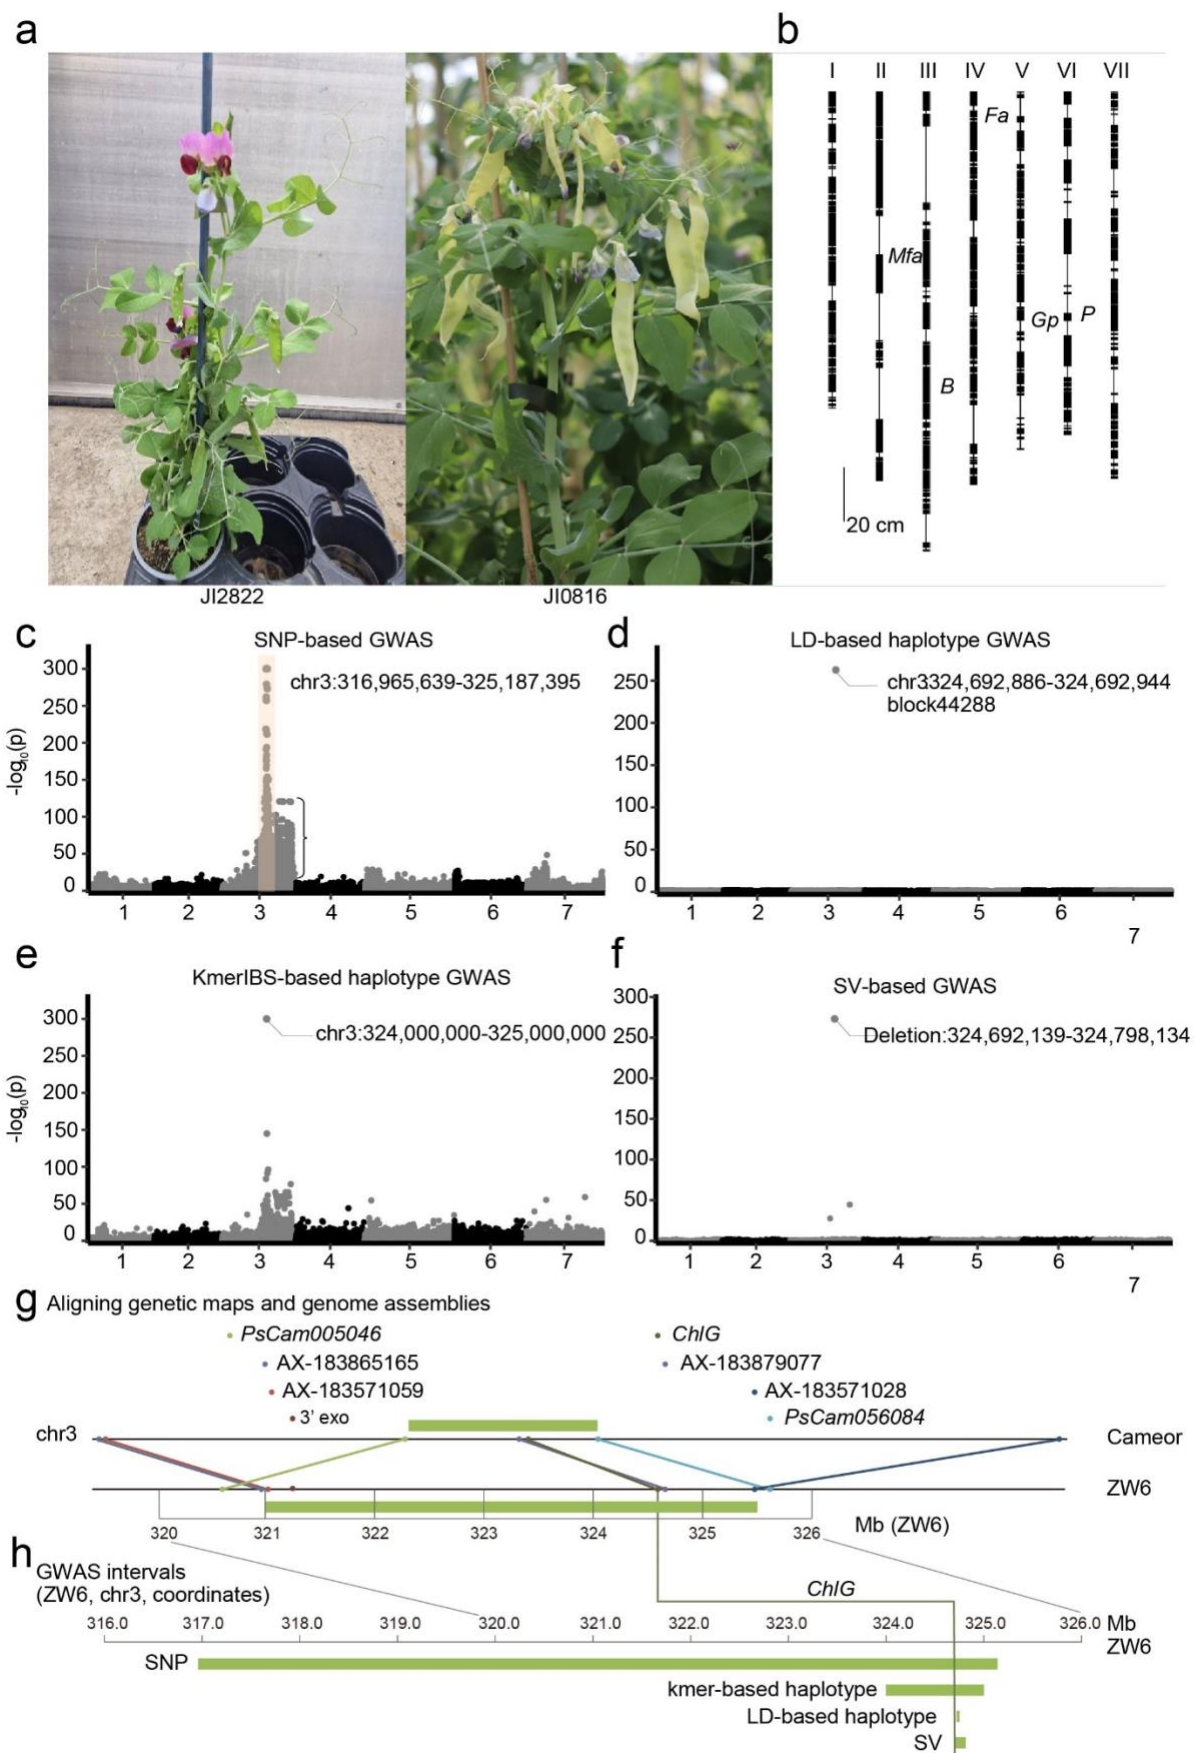 a
b
I II III IV V VI VII
Fa
Mfa
Gp P
B
20 cm
JI2822
JI0816
c
SNP-based GWAS
chr3:316,965,639-325,187,395
-log10(p)
300
250
200
150
100
50
0
1 2 3 4 5 6 7
d
LD-based haplotype GWAS
chr3324,692,886-324,692,944
block44288
250
200
150
100
50
0
1 2 3 4 5 6 7
e
KmerIBS-based haplotype GWAS
chr3:324,000,000-325,000,000
-log10(p)
300
250
200
150
100
50
0
1 2 3 4 5 6 7
f
SV-based GWAS
Deletion:324,692,139-324,798,134
300
250
200
150
100
50
0
1 2 3 4 5 6 7
g Aligning genetic maps and genome assemblies
PsCam005046 ChlG
AX-183865165 AX-183879077
AX-183571059 AX-183571028
3' exo PsCam056084
chr3 Cameor
ZW6
320 321 322 323 324 325 326 Mb (ZW6)
h GWAS intervals
(ZW6, chr3, coordinates)
ChlG
316.0 317.0 318.0 319.0 320.0 321.0 322.0 323.0 324.0 325.0 326.0 Mb
ZW6
SNP
kmer-based haplotype
LD-based haplotype
SV